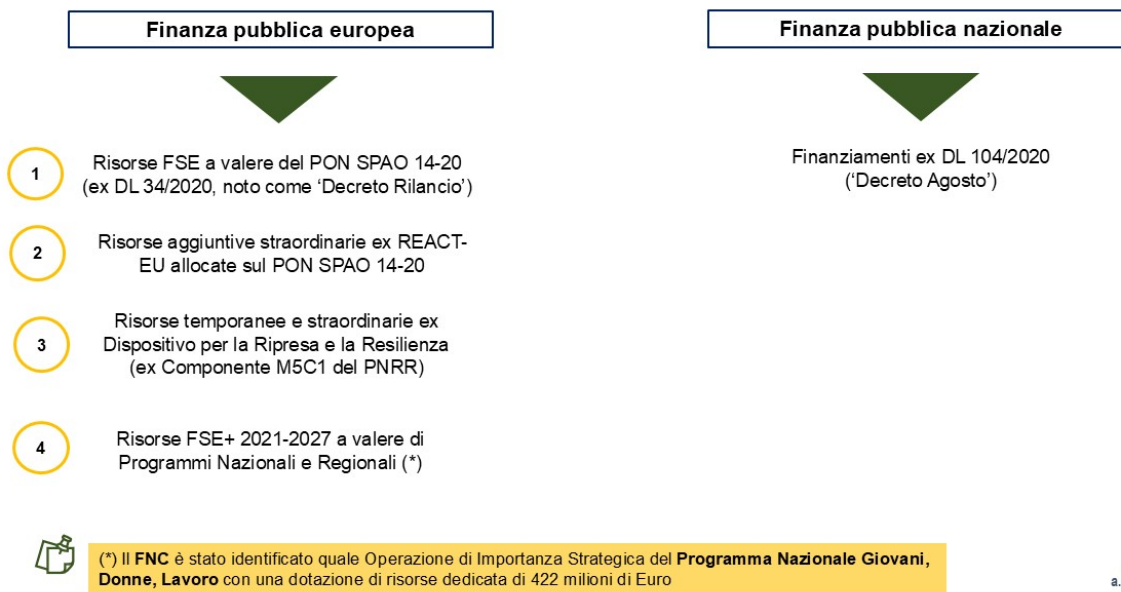 Finanza pubblica europea
Finanza pubblica nazionale
1
Risorse FSE a valere del PON SPAO 14-20
(ex DL 34/2020, noto come ‘Decreto Rilancio’)
Finanziamenti ex DL 104/2020
(‘Decreto Agosto’)
2
Risorse aggiuntive straordinarie ex REACT-
EU allocate sul PON SPAO 14-20
3
Risorse temporanee e straordinarie ex
Dispositivo per la Ripresa e la Resilienza
(ex Componente M5C1 del PNRR)
4
Risorse FSE+ 2021-2027 a valere di
Programmi Nazionali e Regionali (*)
(*) Il FNC è stato identificato quale Operazione di Importanza Strategica del Programma Nazionale Giovani,
Donne, Lavoro con una dotazione di risorse dedicata di 422 milioni di Euro
a.